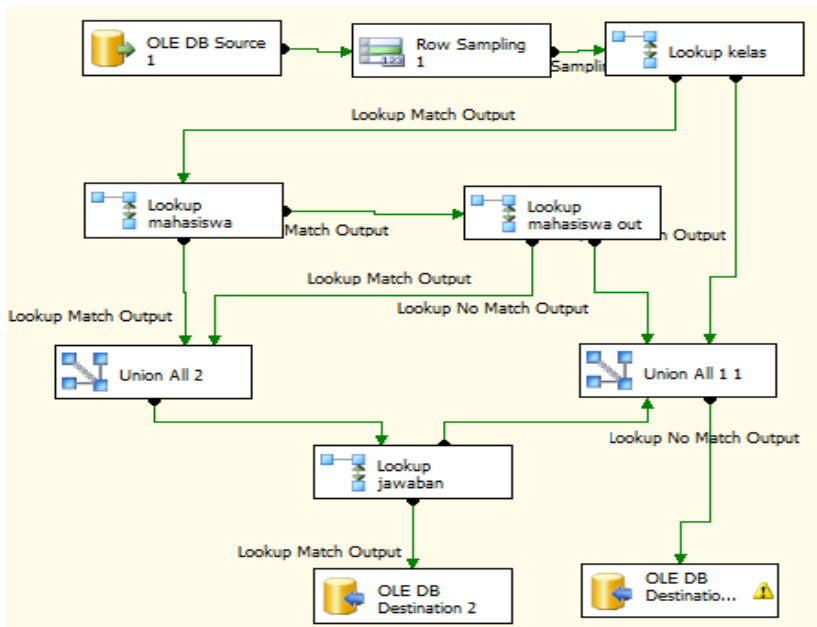 OLE DB Source
1
Row Sampling
1
Samplin
Lookup kelas
Lookup Match Output
Lookup
mahasiswa
Match Output
Lookup
mahasiswa out
h Output
Lookup Match Output
Lookup No Match Output
Lookup Match Output
Union All 2
Union All 1 1
Lookup No Match Output
Lookup
jawaban
Lookup Match Output
OLE DB
Destination 2
OLE DB
Destinatio...